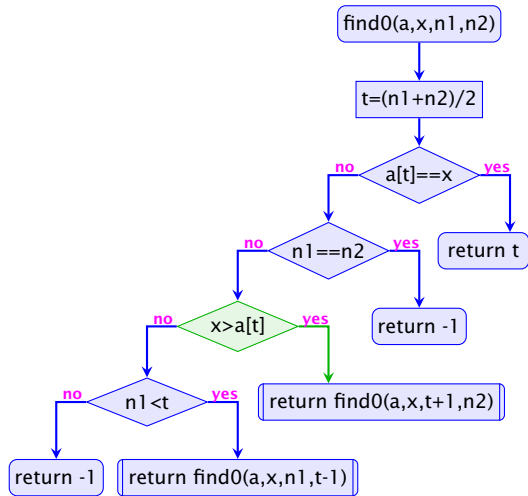 find0(a,x,n1,n2)
t=(n1+n2)/2
a[t]==x
no
yes
return t
n1==n2
no
yes
return -1
x>a[t]
no
yes
return find0(a,x,t+1,n2)
n1<t
no
yes
return -1
return find0(a,x,n1,t-1)